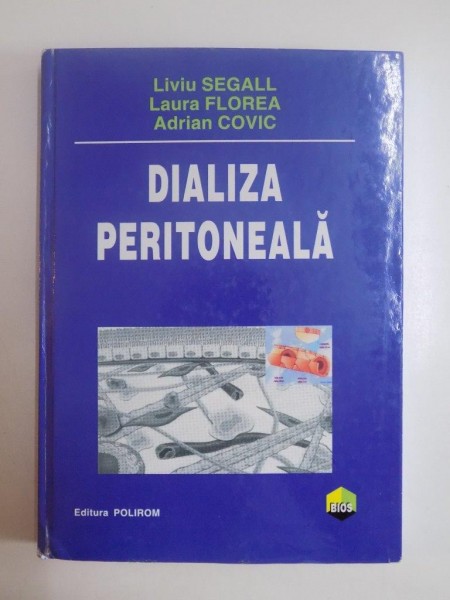 Liviu SEGALL
Laura FLOREA
Adrian COVIC
DIALIZA
PERITONEALĂ
Editura POLIROM
BIOS